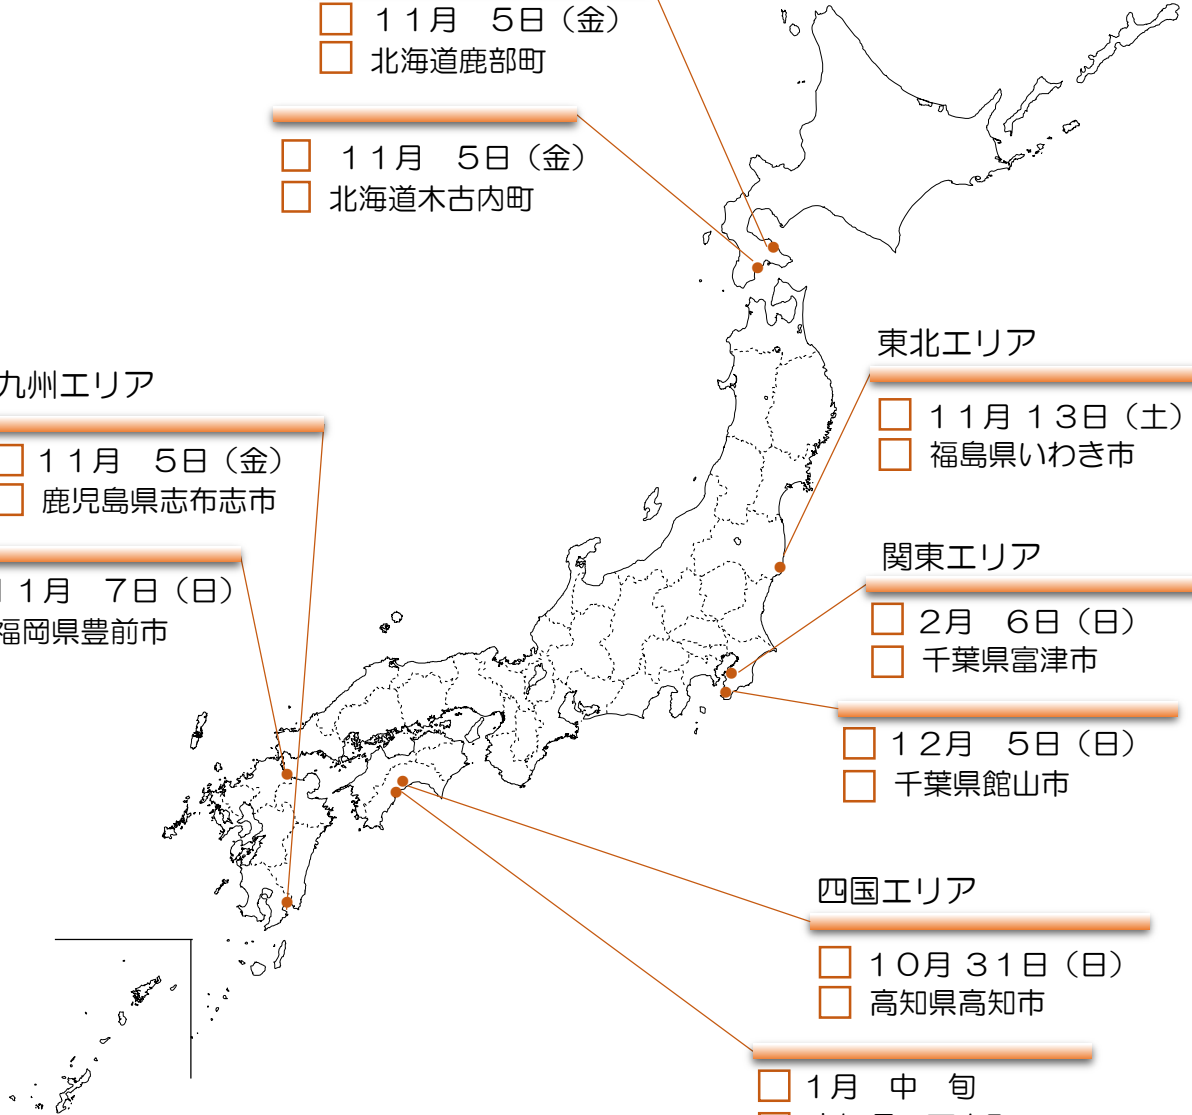 １１月　５日（金）
北海道鹿部町
１１月　５日（金）
北海道木古内町
東北エリア
１１月１３日（土）
福島県いわき市
九州エリア
１１月　５日（金）
鹿児島県志布志市
１１月　７日（日）
福岡県豊前市
関東エリア
２月　６日（日）
千葉県富津市
１２月　５日（日）
千葉県館山市
四国エリア
１０月３１日（日）
高知県高知市
１月　中　旬